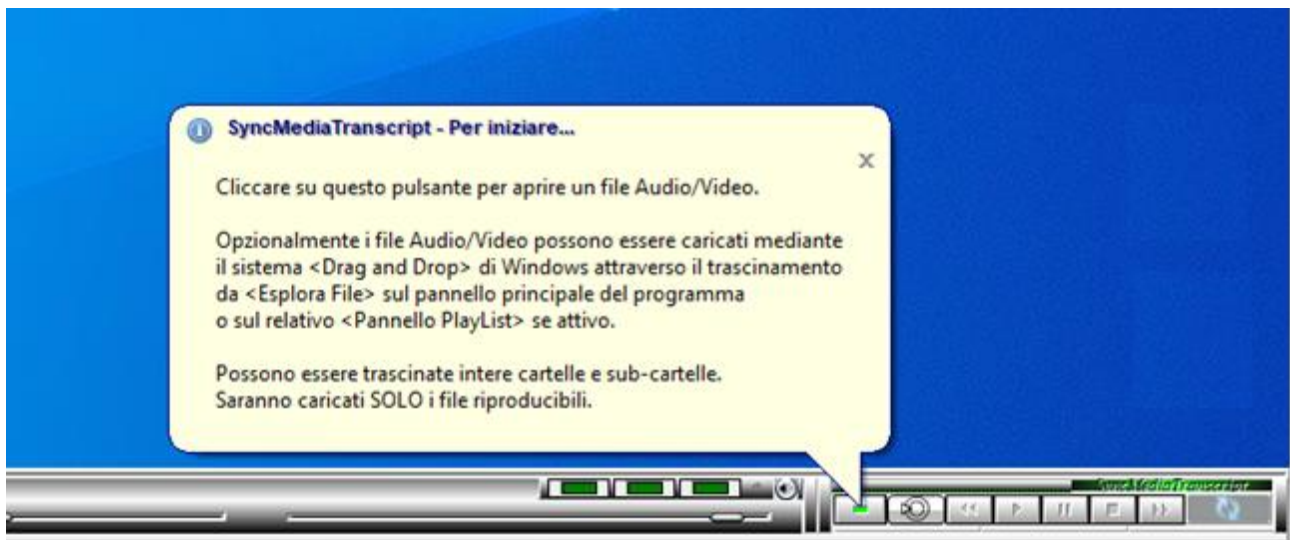 SyncMediaTranscript - Per iniziare...
Cliccare su questo pulsante per aprire un file Audio/Video.
Opzionalmente i file Audio/Video possono essere caricati mediante
il sistema <Drag and Drop> di Windows attraverso il trascinamento
da <Esplora File> sul pannello principale del programma
o sul relativo <Pannello PlayList> se attivo.
Possono essere trascinate intere cartelle e sub-cartelle.
Saranno caricati SOLO i file riproducibili.
SyncMediaTranscript